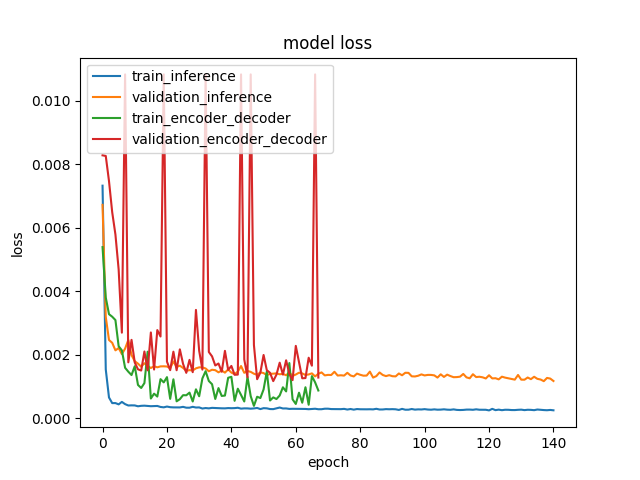 model loss
train_inference
validation_inference
train_encoder_decoder
validation_encoder_decoder
loss
0.010
0.008
0.006
0.004
0.002
0.000
0 20 40 60 80 100 120 140
epoch